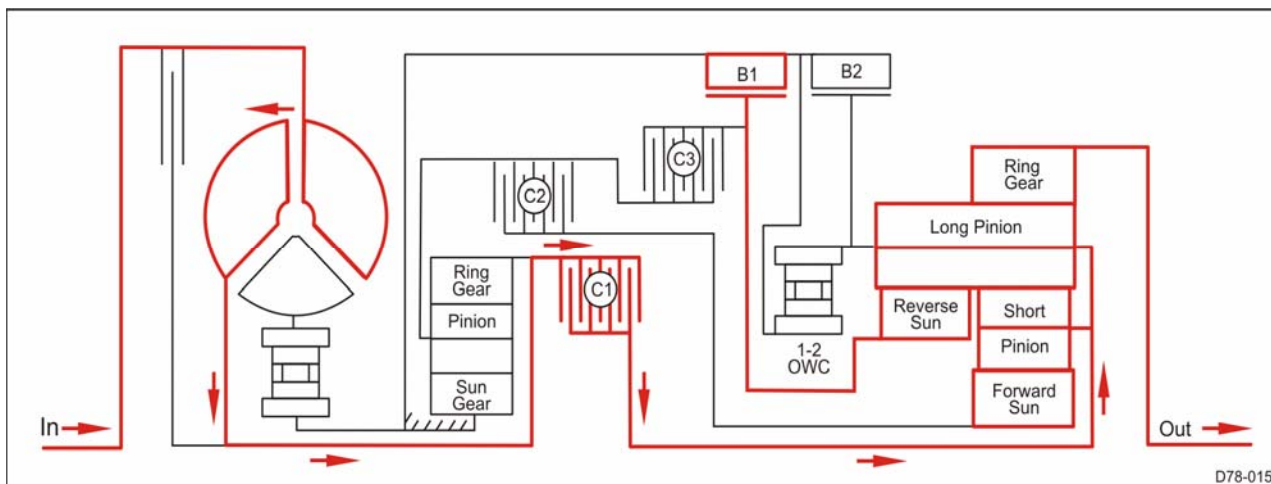 B1
B2
C3
C2
Ring
Gear
Long Pinion
Ring
Gear
C1
Pinion
Reverse
Sun
Short
Pinion
1-2
OWC
Sun
Gear
Forward
Sun
In
Out
D78-015